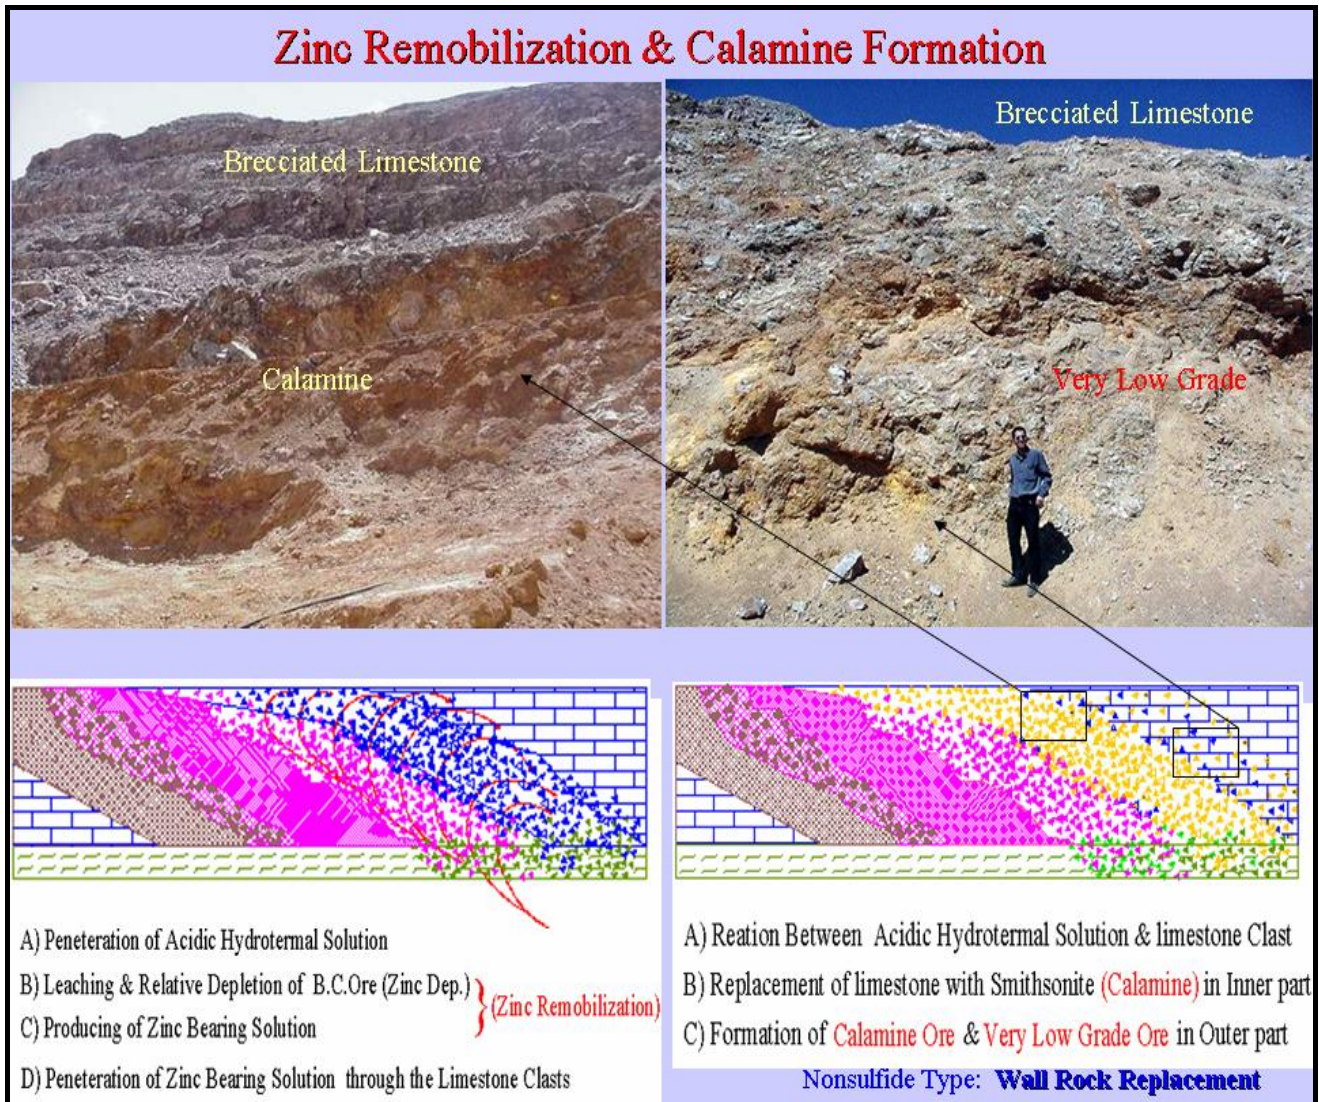 Zinc Remobilization & Calamine Formation
Brecciated Limestone
Calamine
Brecciated Limestone
Very Low Grade
A) Peneteration of Acidic Hydrotermal Solution
B) Leaching & Relative Depletion of B.C.Ore (Zinc Dep.)
C) Producing of Zinc Bearing Solution
} (Zinc Remobilization)
D) Peneteration of Zinc Bearing Solution through the Limestone Clasts
A) Reation Between Acidic Hydrotermal Solution & limestone Clast
B) Replacement of limestone with Smithsonite (Calamine) in Inner part
C) Formation of Calamine Ore & Very Low Grade Ore in Outer part
Nonsulfide Type: Wall Rock Replacement